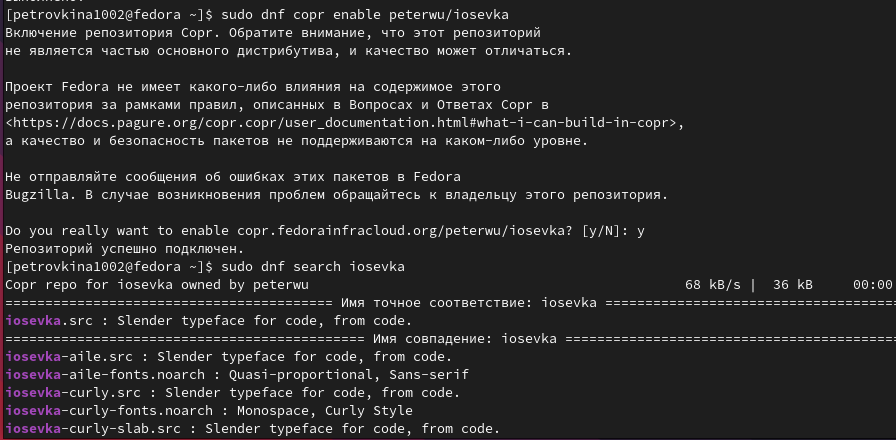 [petrovkina1002@fedora ~]$ sudo dnf copr enable peterwu/iosevka
Включение репозитория Copr. Обратите внимание, что этот репозиторий
не является частью основного дистрибутива, и качество может отличаться.
Проект Fedora не имеет какого-либо влияния на содержимое этого
репозитория за рамками правил, описанных в Вопросах и Ответах Copr в
<https://docs.pagure.org/copr.copr/user_documentation.html#what-i-can-build-in-copr>,
а качество и безопасность пакетов не поддерживаются на каком-либо уровне.
Не отправляйте сообщения об ошибках этих пакетов в Fedora
Bugzilla. В случае возникновения проблем обращайтесь к владельцу этого репозитория.
Do you really want to enable copr.fedorainfracloud.org/peterwu/iosevka? [y/N]: y
Репозиторий успешно подключен.
[petrovkina1002@fedora ~]$ sudo dnf search iosevka
Copr repo for iosevka owned by peterwu 68 kB/s | 36 kB 00:00
========================================= Имя точное соответствие: iosevka ====================================
iosevka.src : Slender typeface for code, from code.
============================================= Имя совпадение: iosevka =========================================
iosevka-aile.src : Slender typeface for code, from code.
iosevka-aile-fonts.noarch : Quasi-proportional, Sans-serif
iosevka-curly.src : Slender typeface for code, from code.
iosevka-curly-fonts.noarch : Monospace, Curly Style
iosevka-curly-slab.src : Slender typeface for code, from code.